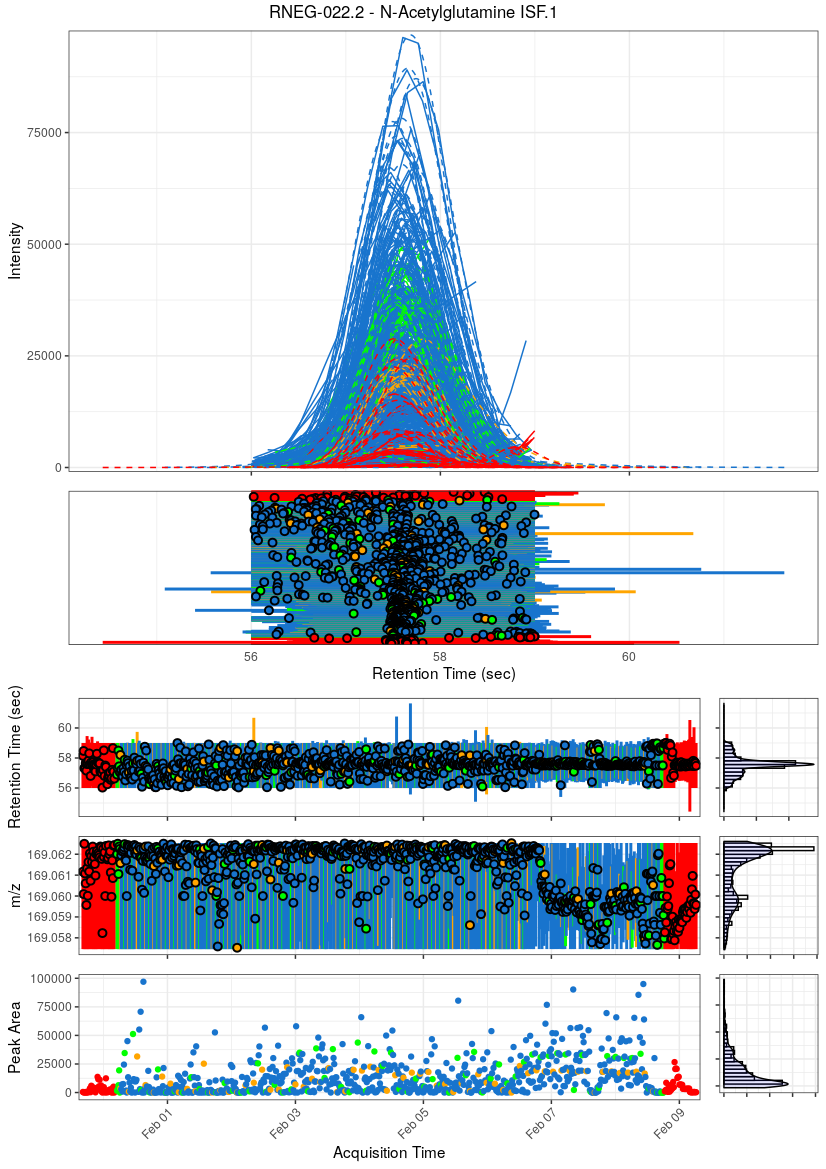 RNEG-022.2 - N-Acetylglutamine ISF.1
75000
50000
25000
0
Intensity
56
58
60
Retention Time (sec)
60
58
56
Retention Time (sec)
169.062
169.061
169.060
169.059
169.058
m/z
100000
75000
50000
25000
0
Peak Area
Feb 01
Feb 03
Feb 05
Feb 07
Feb 09
Acquisition Time